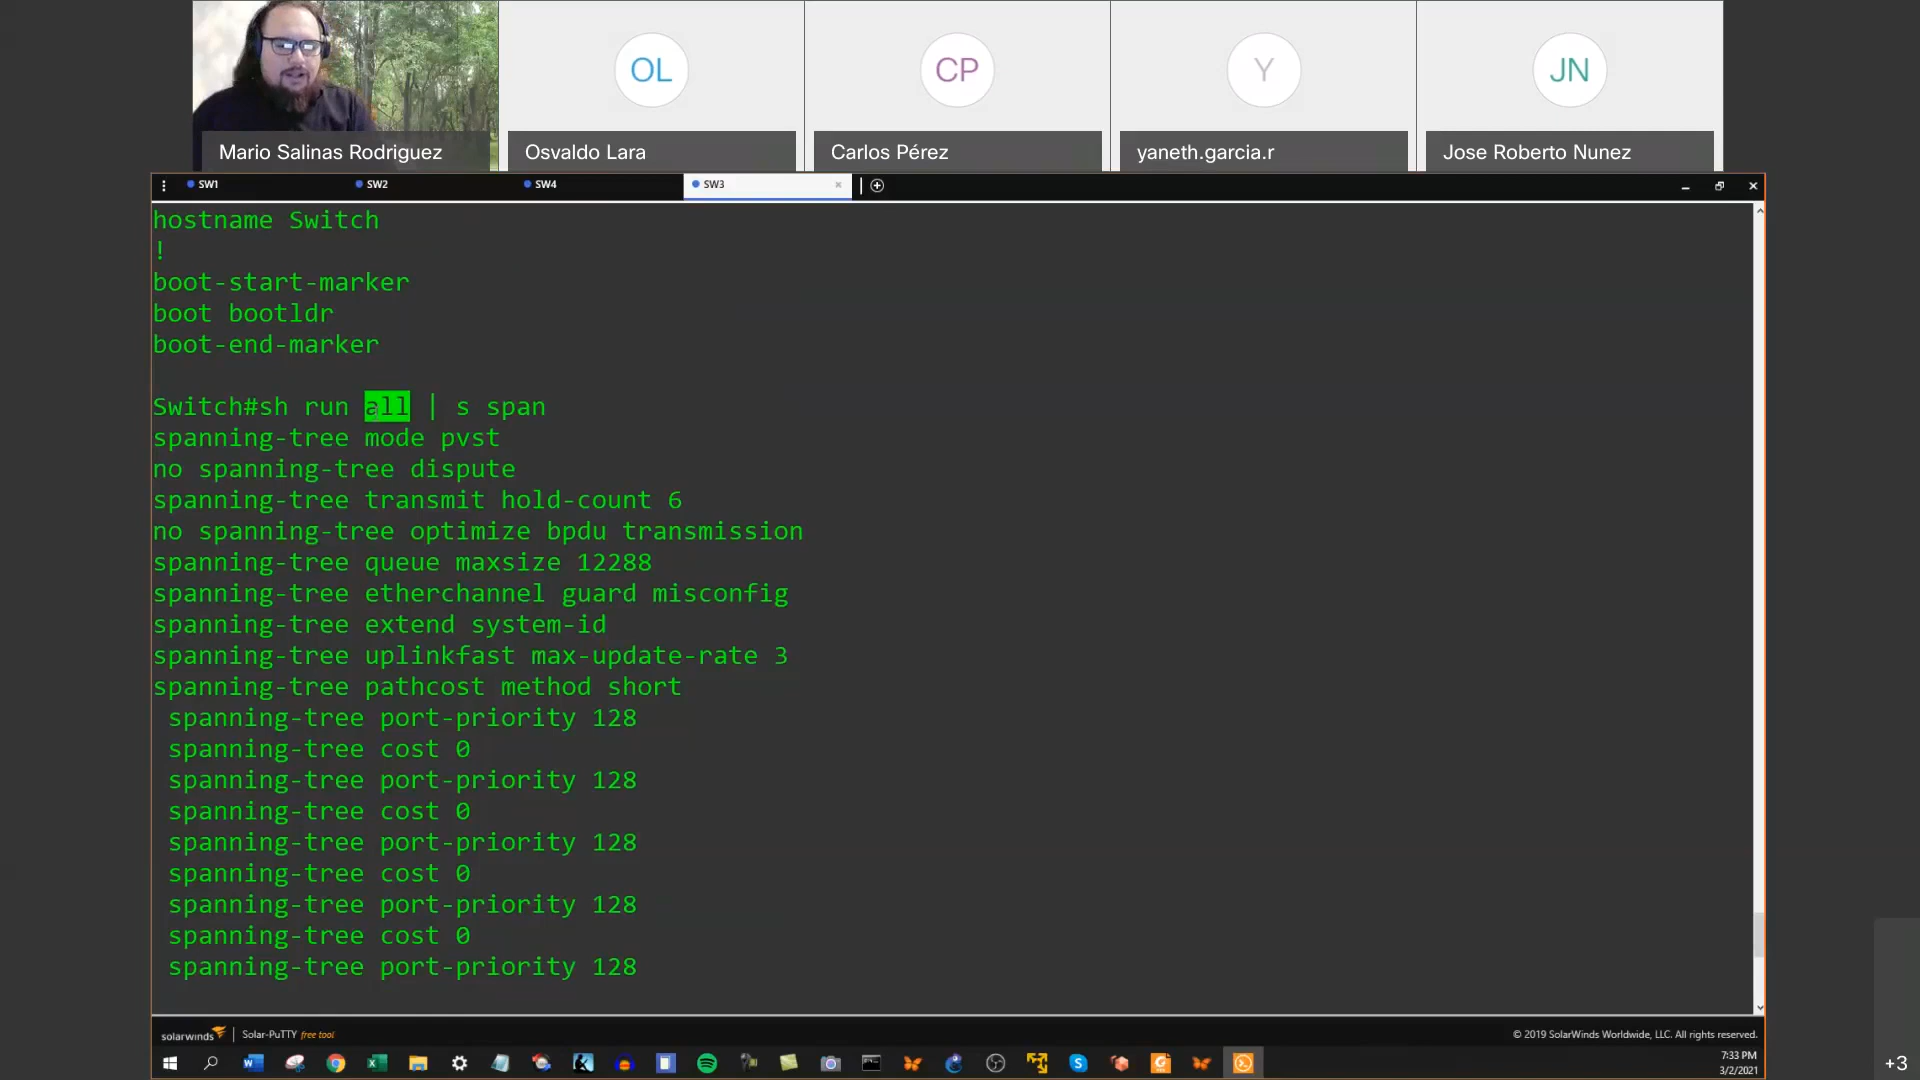 OL
CP
Y
JN
Mario Salinas Rodriguez
Osvaldo Lara
Carlos Pérez
yaneth.garcia.r
Jose Roberto Nunez
SW1
SW2
SW4
SW3
hostname Switch
!
boot-start-marker
boot bootldr
boot-end-marker
Switch#sh run all | s span
spanning-tree mode pvst
no spanning-tree dispute
spanning-tree transmit hold-count 6
no spanning-tree optimize bpdu transmission
spanning-tree queue maxsize 12288
spanning-tree etherchannel guard misconfig
spanning-tree extend system-id
spanning-tree uplinkfast max-update-rate 3
spanning-tree pathcost method short
spanning-tree port-priority 128
spanning-tree cost 0
spanning-tree port-priority 128
spanning-tree cost 0
spanning-tree port-priority 128
spanning-tree cost 0
spanning-tree port-priority 128
spanning-tree cost 0
spanning-tree port-priority 128
solarwinds | Solar-PuTTY free tool
© 2019 SolarWinds Worldwide, LLC. All rights reserved.
7:33 PM
3/2/2021
+3